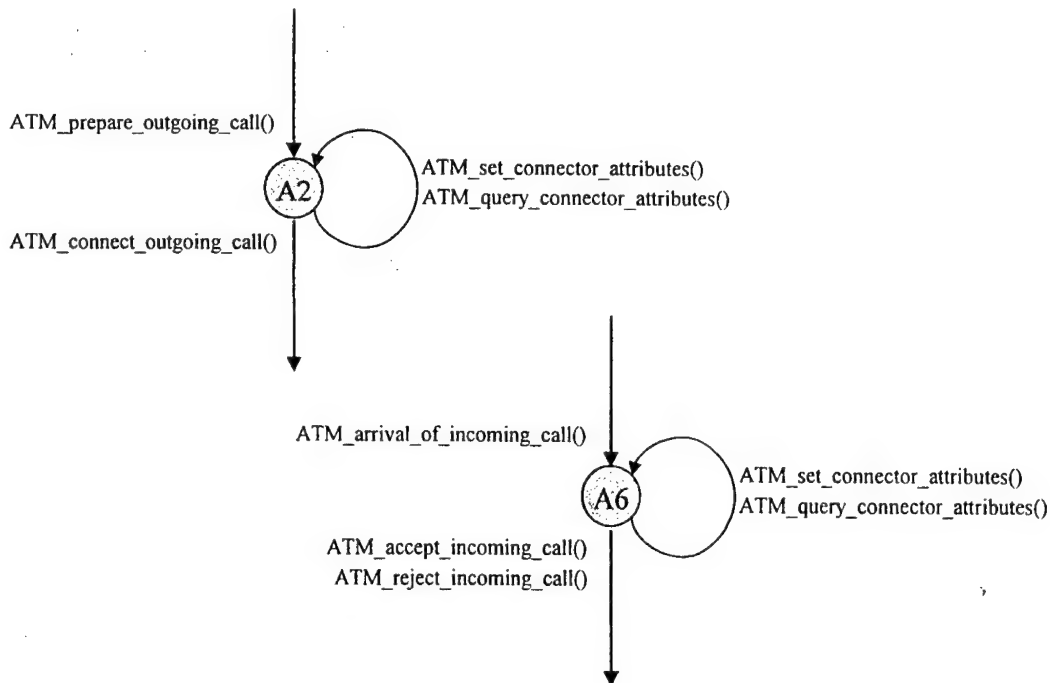 ATM_prepare_outgoing_call()
ATM_set_connector_attributes()
A2
ATM_query_connector_attributes()
ATM_connect_outgoing_call()
ATM_arrival_of_incoming_call()
ATM_set_connector_attributes()
A6
ATM_query_connector_attributes()
ATM_accept_incoming_call()
ATM_reject_incoming_call()